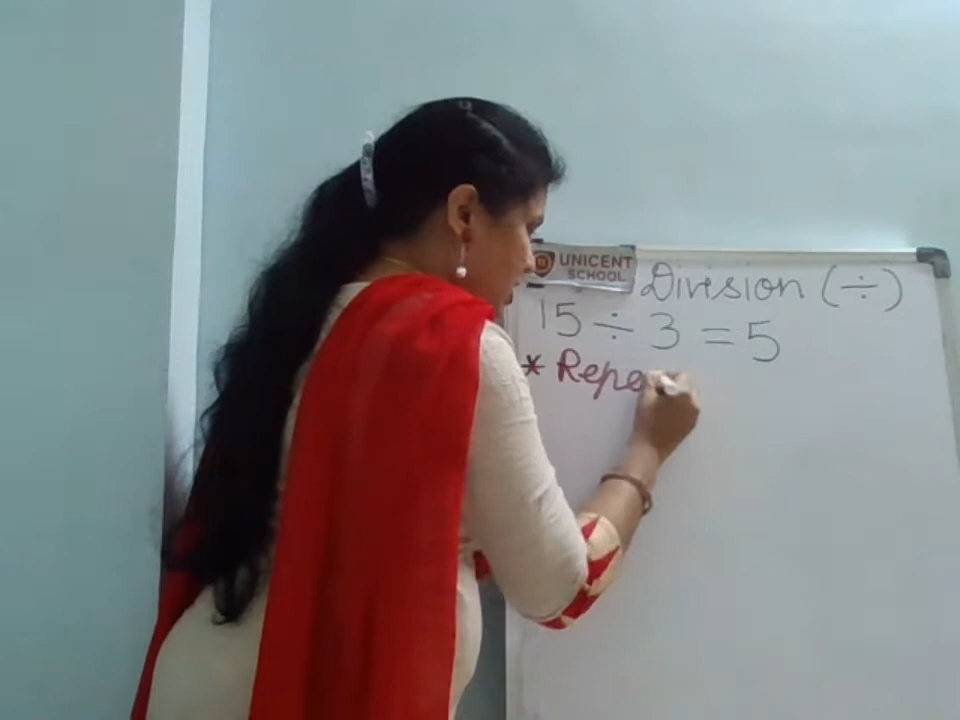 UNICENT
SCHOOL
Division (÷)
15 ÷ 3 = 5
* Repe